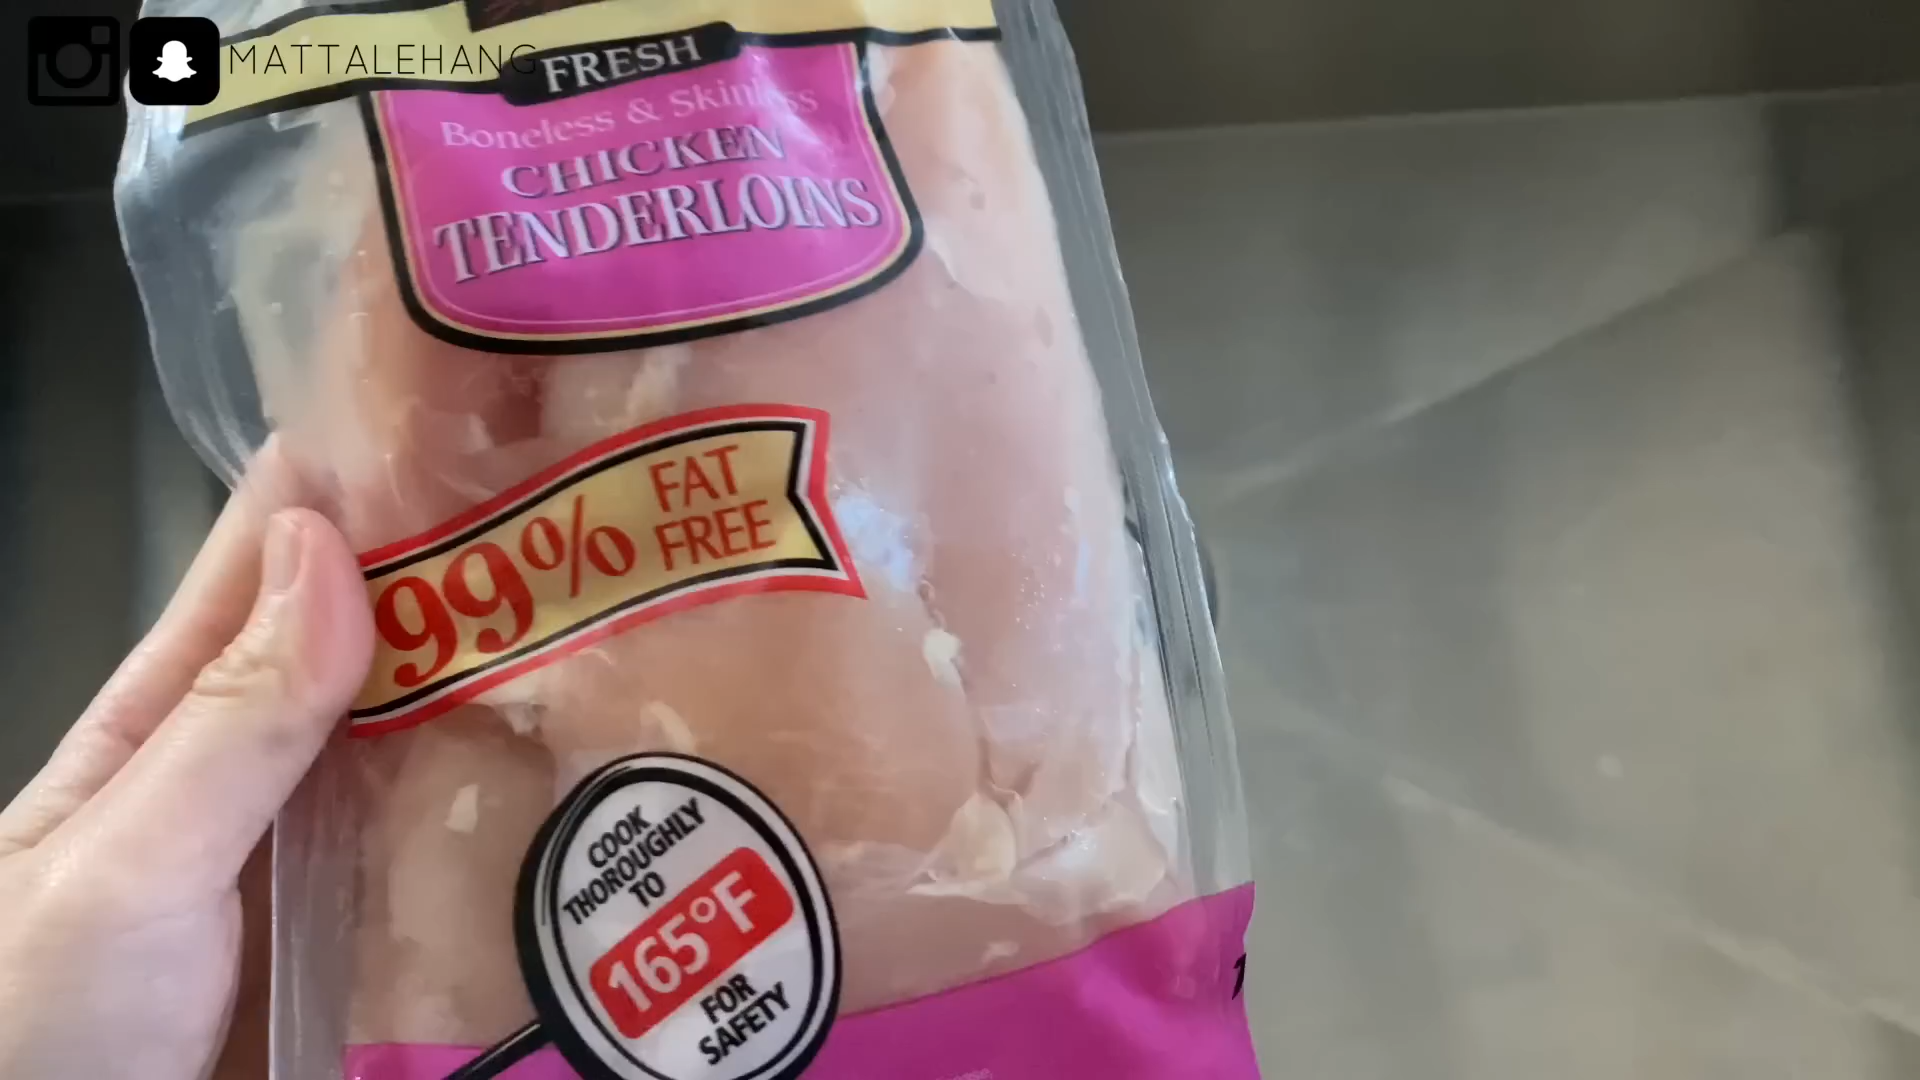 MATTALEHANG
FRESH
Boneless & Skinless
CHICKEN
TENDERLOINS
99% FAT FREE
COOK
THOROUGHLY
TO
165°F
FOR
SAFETY